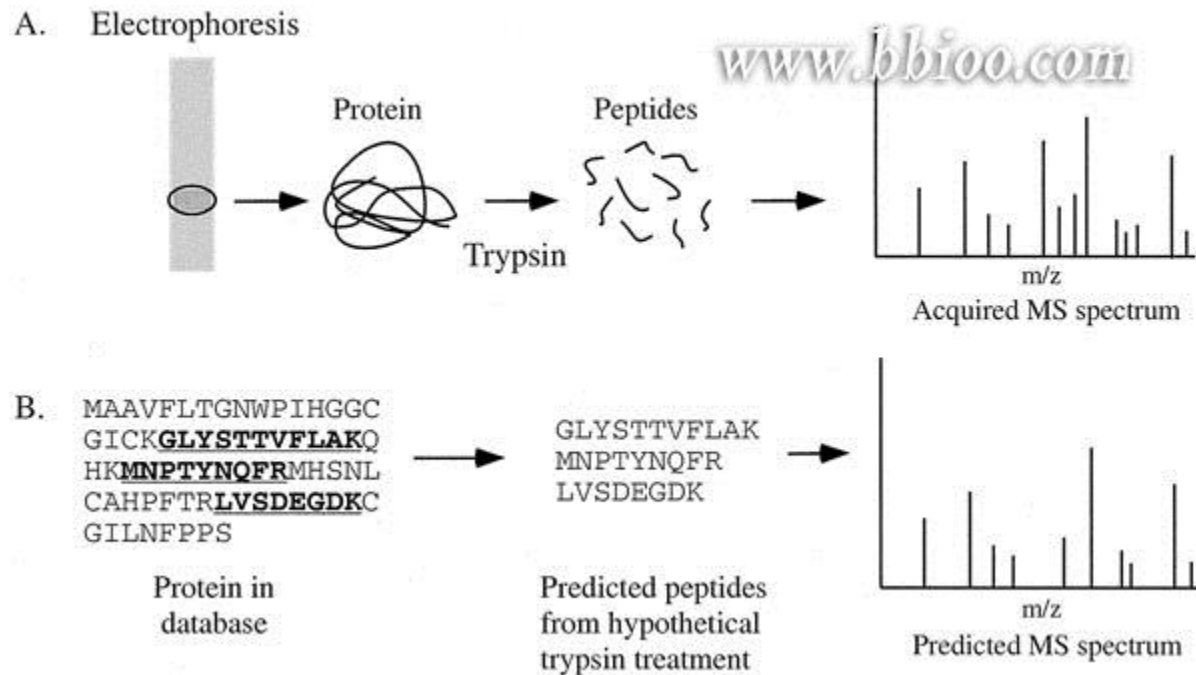 A. Electrophoresis
www.bbioo.com
Protein
Peptides
Trypsin
m/z
Acquired MS spectrum
B.
MAAVFLTGNWPIHGGC
GICKGLYSTTVFLAKQ
HKMNPTYNQFRMHSNL
CAHPFTRLVSDEGDKC
GILNFPPS
Protein in
database
GLYSTTVFLAK
MNPTYNQFR
LVSDEGDK
Predicted peptides
from hypothetical
trypsin treatment
m/z
Predicted MS spectrum